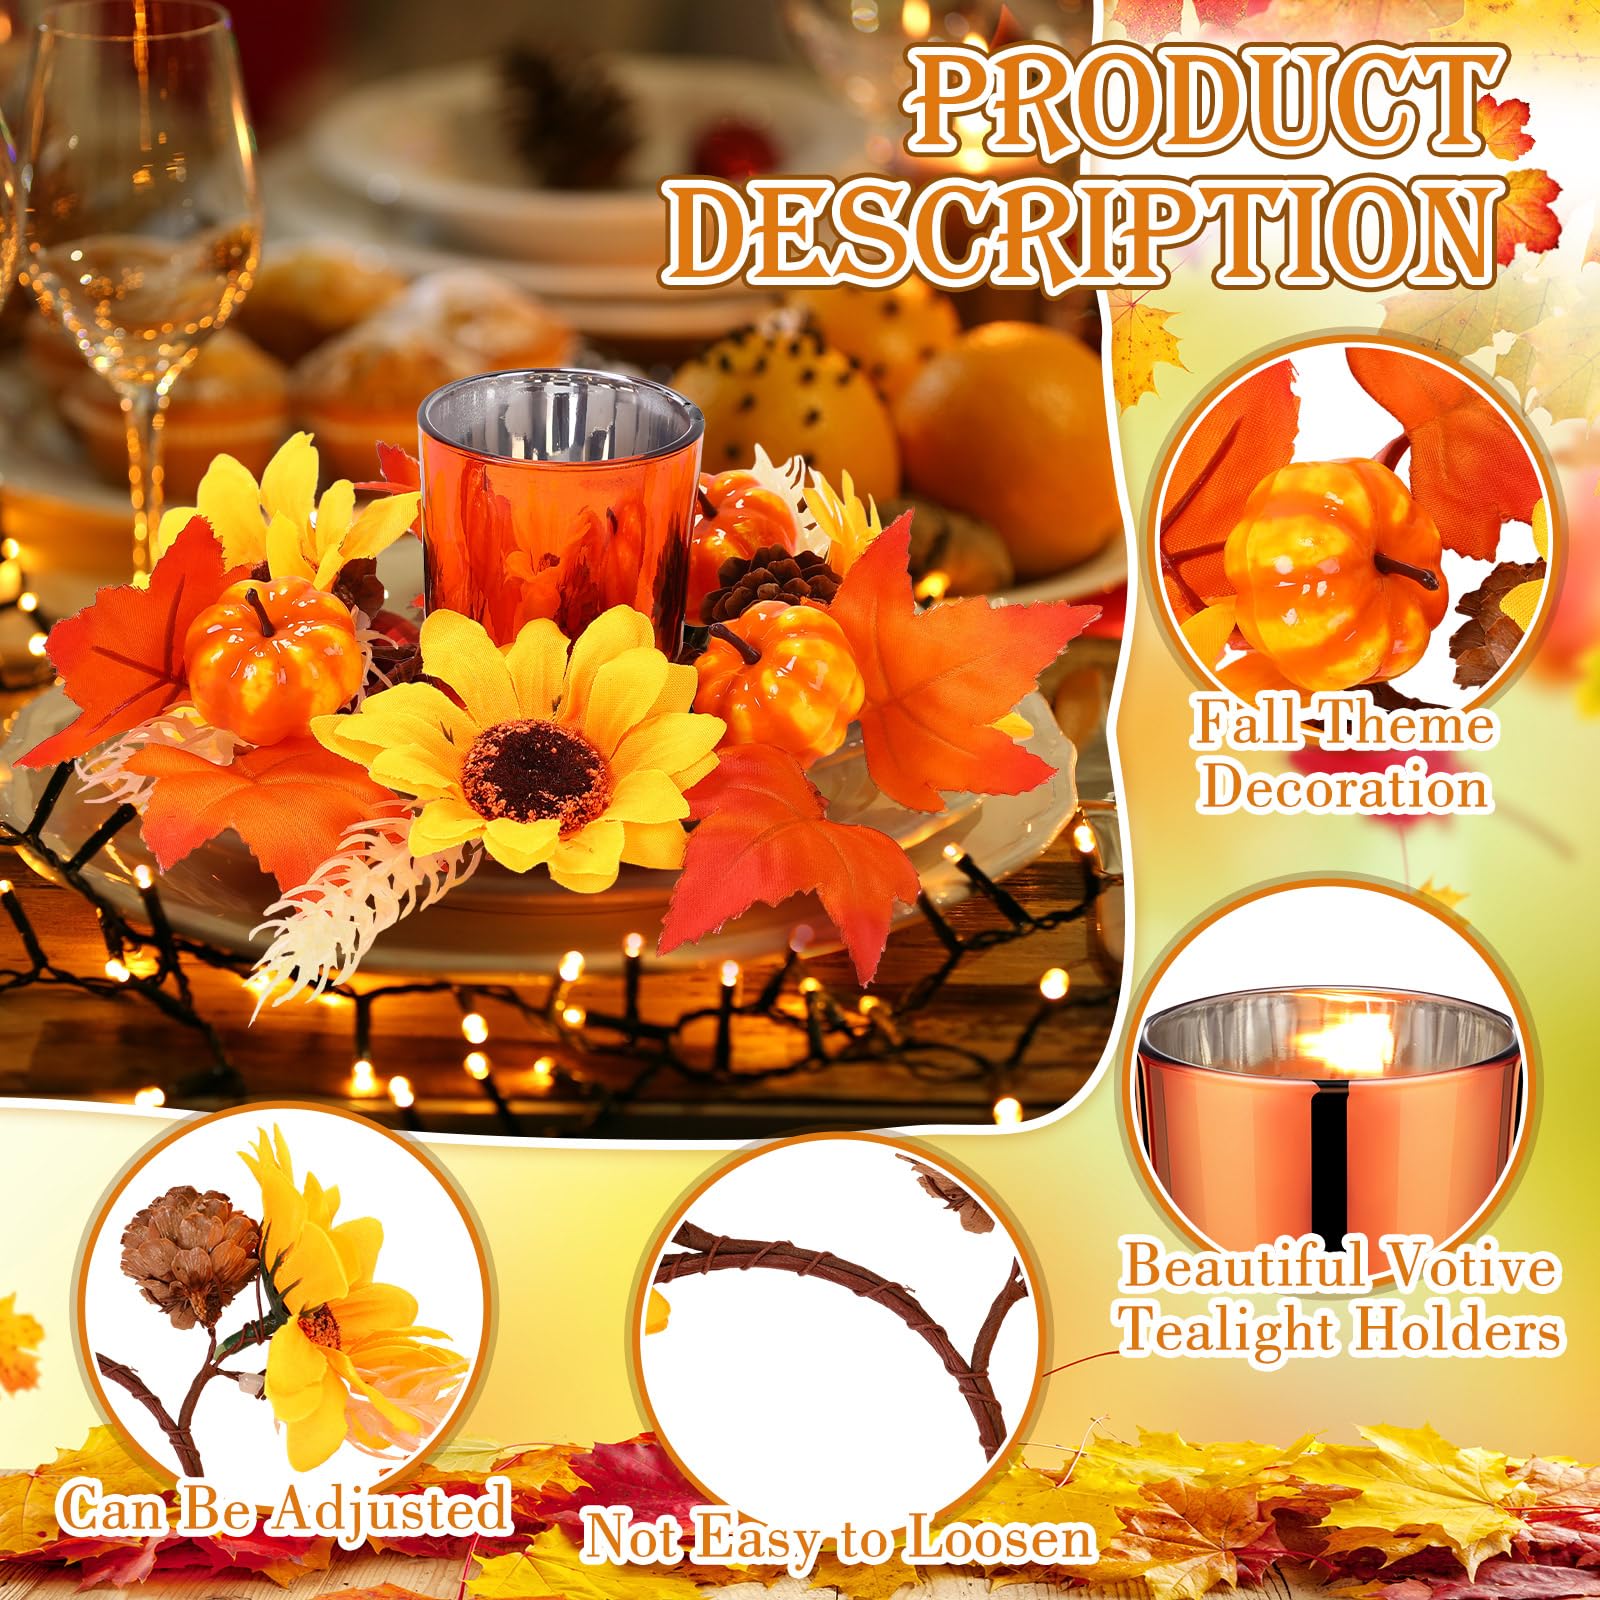 PRODUCT
DESCRIPTION
Fall Theme
Decoration
Beautiful Votive
Tealight Holders
Can Be Adjusted
Not Easy to Loosen